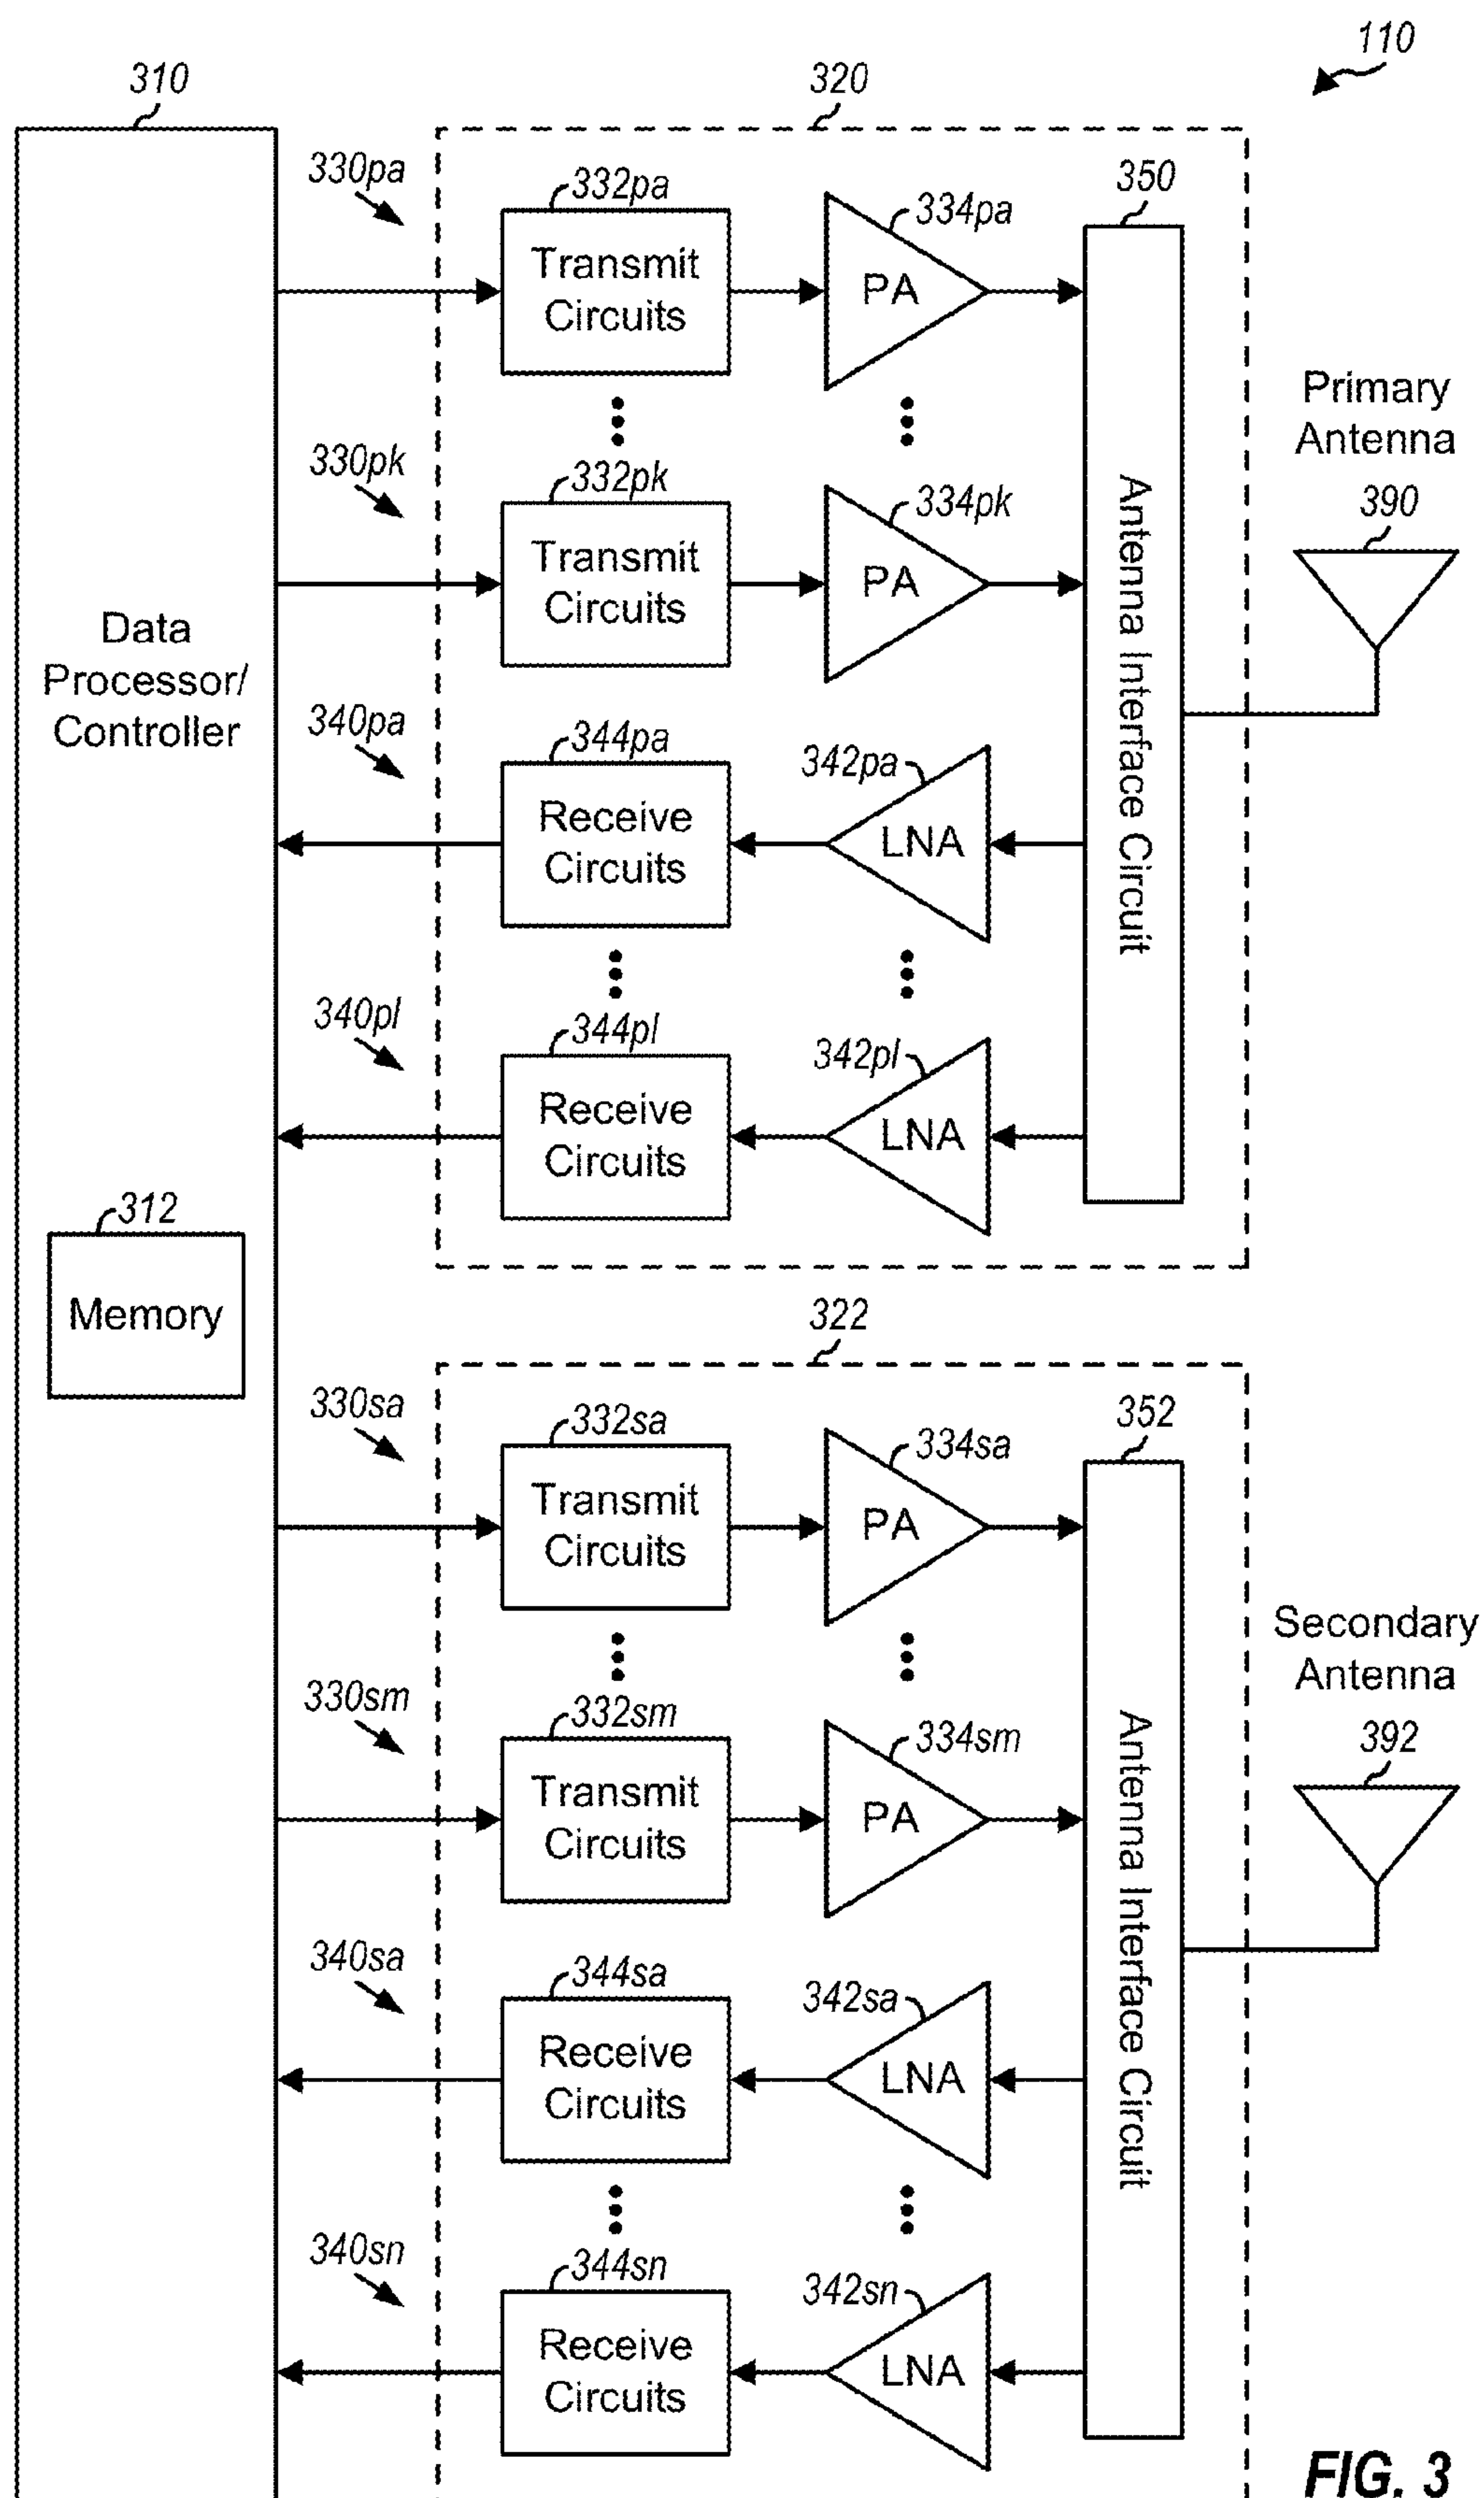 110
310
320
330pa
332pa
334pa
350
Transmit
Circuits
PA
Primary
Antenna
390
330pk
332pk
334pk
Transmit
Circuits
PA
Antenna Interface Circuit
Data
Processor/
Controller
340pa
344pa
342pa
Receive
Circuits
LNA
340pl
344pl
342pl
Receive
Circuits
LNA
312
Memory
322
330sa
332sa
334sa
352
Transmit
Circuits
PA
Secondary
Antenna
392
330sm
332sm
334sm
Transmit
Circuits
PA
Antenna Interface Circuit
340sa
344sa
342sa
Receive
Circuits
LNA
340sn
344sn
342sn
Receive
Circuits
LNA
FIG. 3